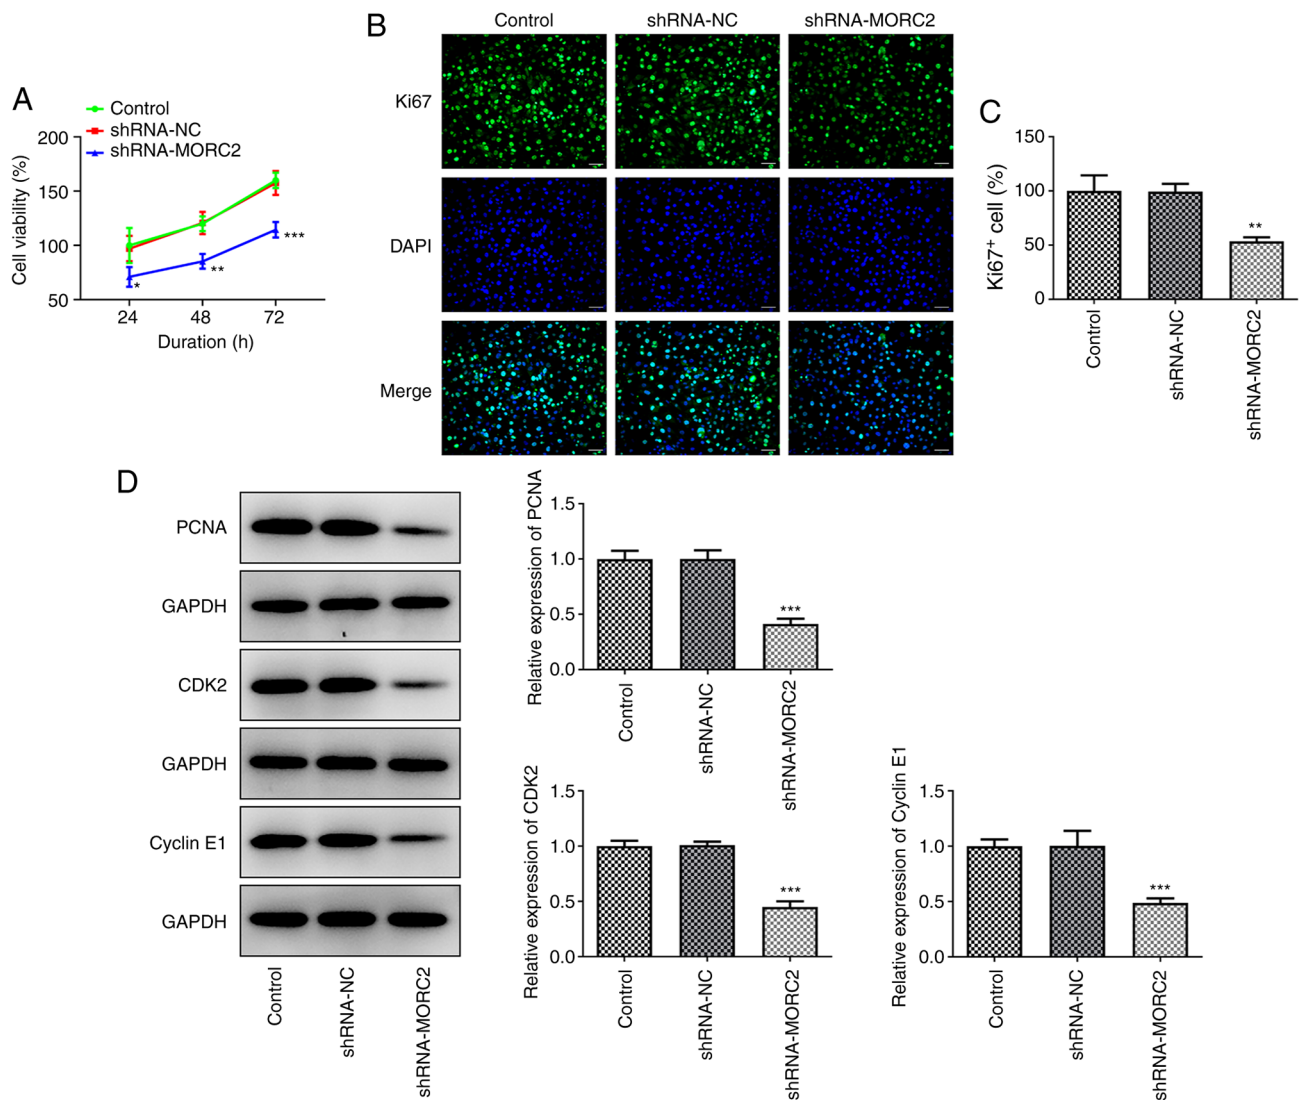 A
Control
shRNA-NC
shRNA-MORC2
Cell viability (%)
200
150
100
50
*
**
***
24 48 72
Duration (h)
B
Control shRNA-NC shRNA-MORC2
Ki67
DAPI
Merge
C
Ki67+ cell (%)
150
100
50
0
**
Control
shRNA-NC
shRNA-MORC2
D
PCNA
GAPDH
CDK2
GAPDH
Cyclin E1
GAPDH
Control
shRNA-NC
shRNA-MORC2
Relative expression of PCNA
1.5
1.0
0.5
0.0
***
Control
shRNA-NC
shRNA-MORC2
Relative expression of CDK2
1.5
1.0
0.5
0.0
***
Control
shRNA-NC
shRNA-MORC2
Relative expression of Cyclin E1
1.5
1.0
0.5
0.0
***
Control
shRNA-NC
shRNA-MORC2